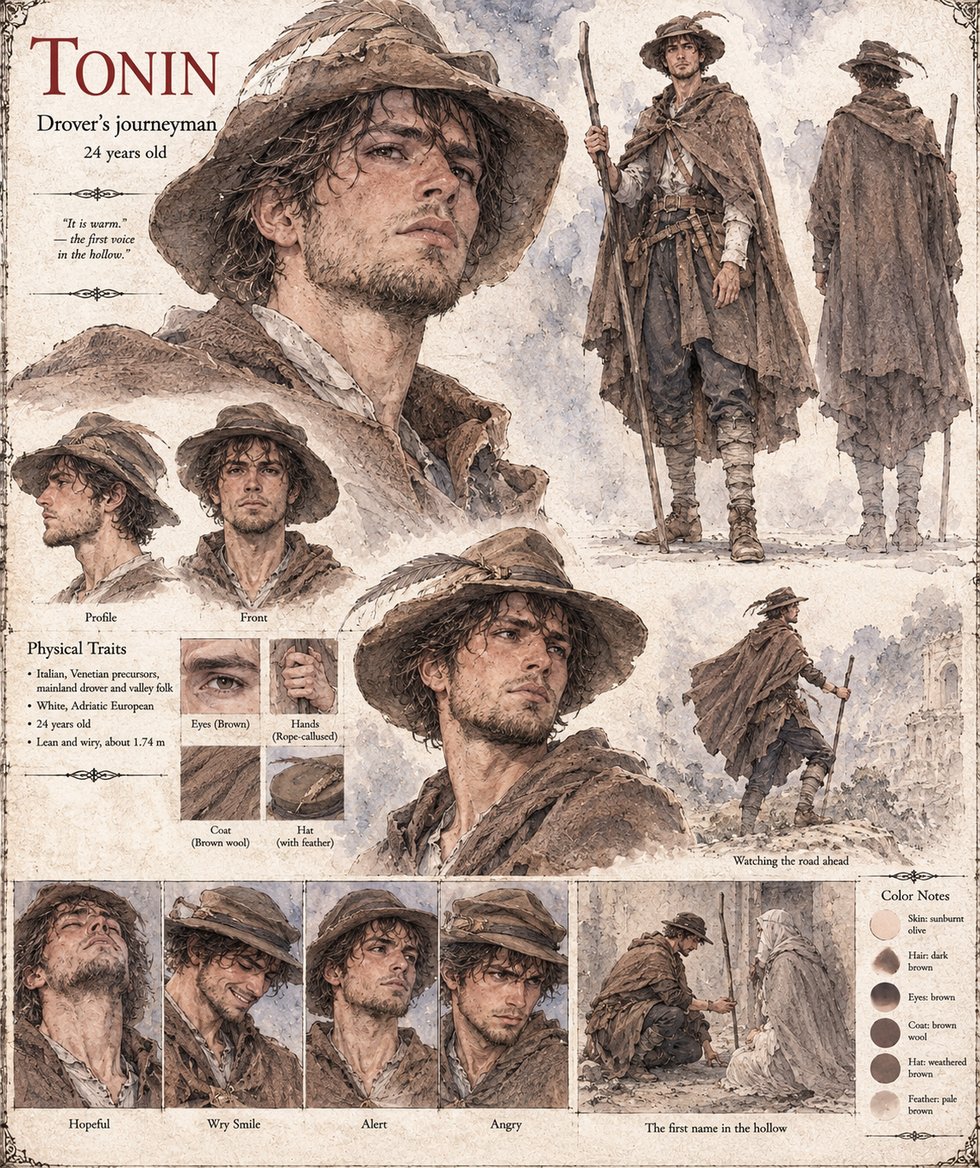 TONIN
Drover's journeyman
24 years old
"It is warm."
— the first voice
in the hollow."
Profile
Front
Physical Traits
• Italian, Venetian precursors,
mainland drover and valley folk
• White, Adriatic European
• 24 years old
• Lean and wiry, about 1.74 m
Eyes (Brown)
Hands
(Rope-callused)
Coat
(Brown wool)
Hat
(with feather)
Watching the road ahead
Hopeful
Wry Smile
Alert
Angry
The first name in the hollow
Color Notes
Skin: sunburnt
olive
Hair: dark
brown
Eyes: brown
Coat: brown
wool
Hat: weathered
brown
Feather: pale
brown